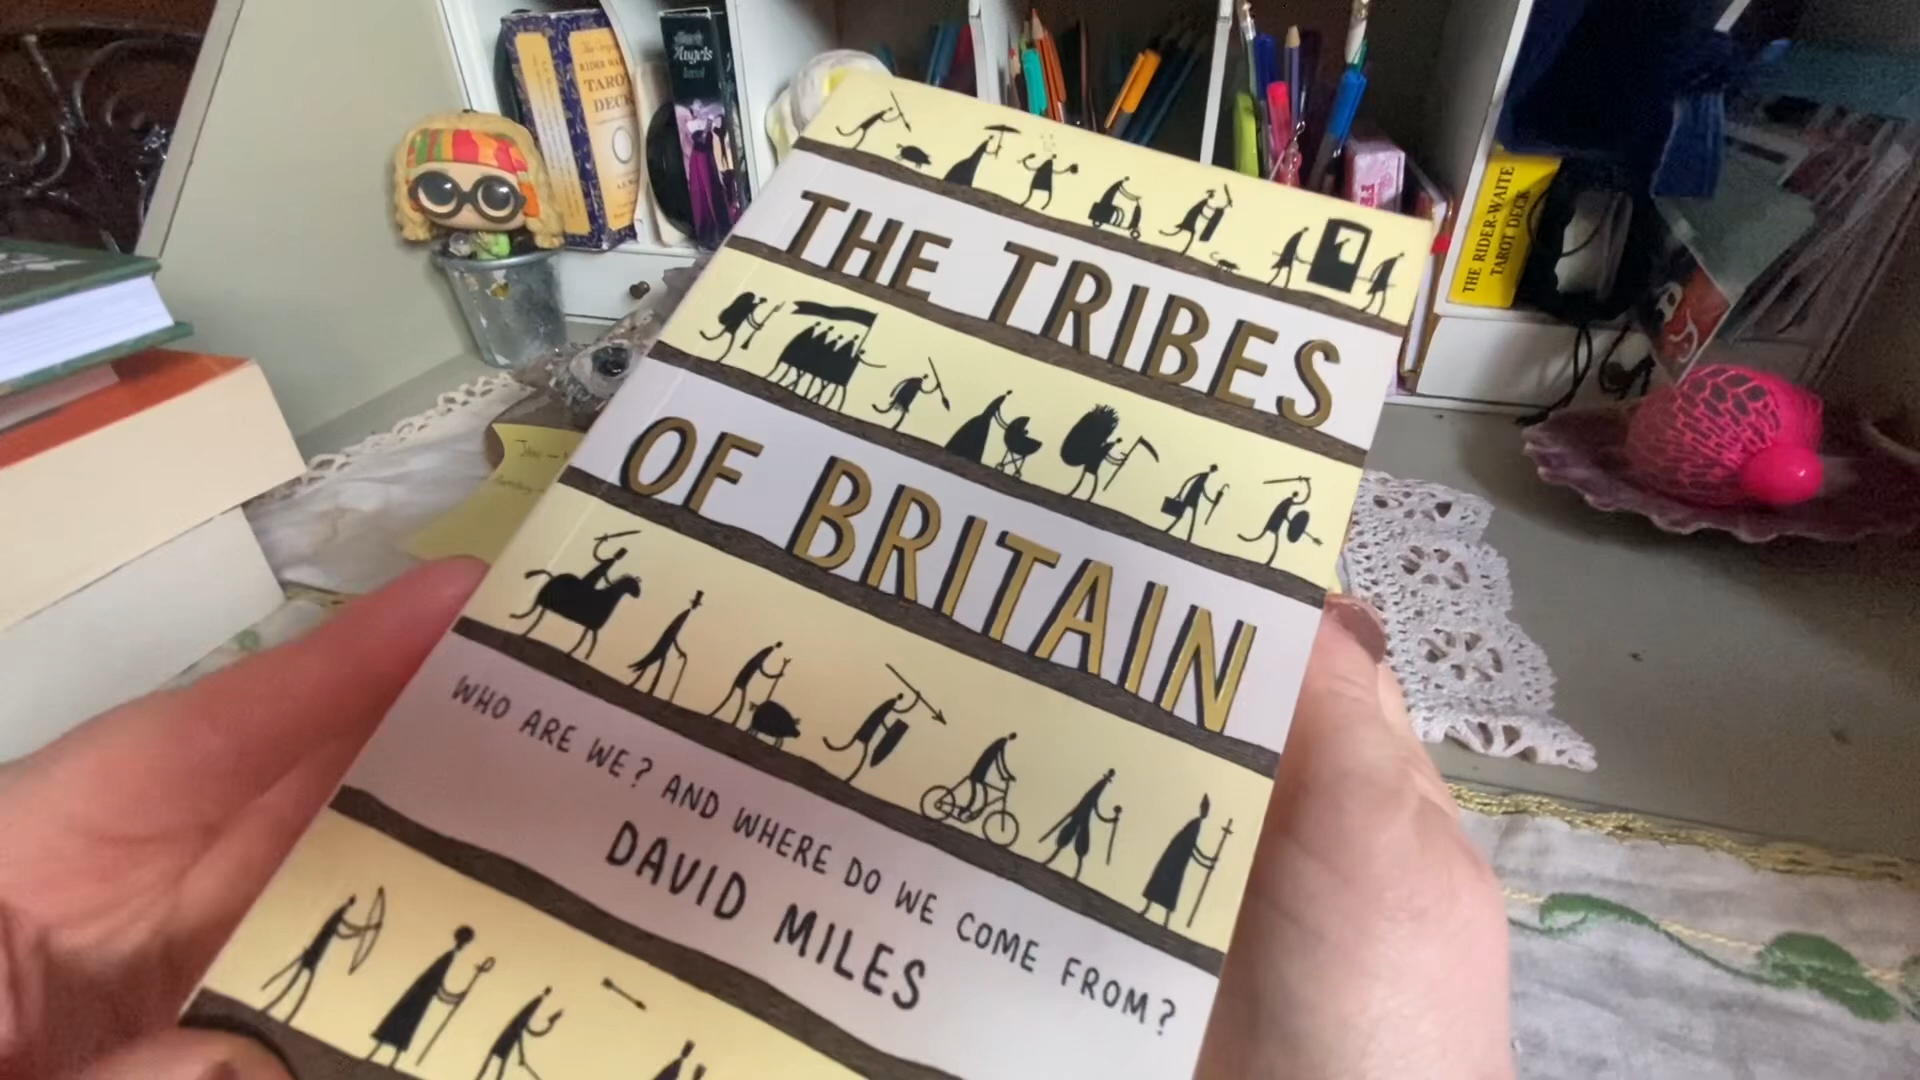 THE TRIBES
OF BRITAIN
WHO ARE WE? AND WHERE DO WE COME FROM?
DAVID MILES
RIDER-WAITE
TAROT
DECK
Angels
THE RIDER-WAITE
TAROT DECK